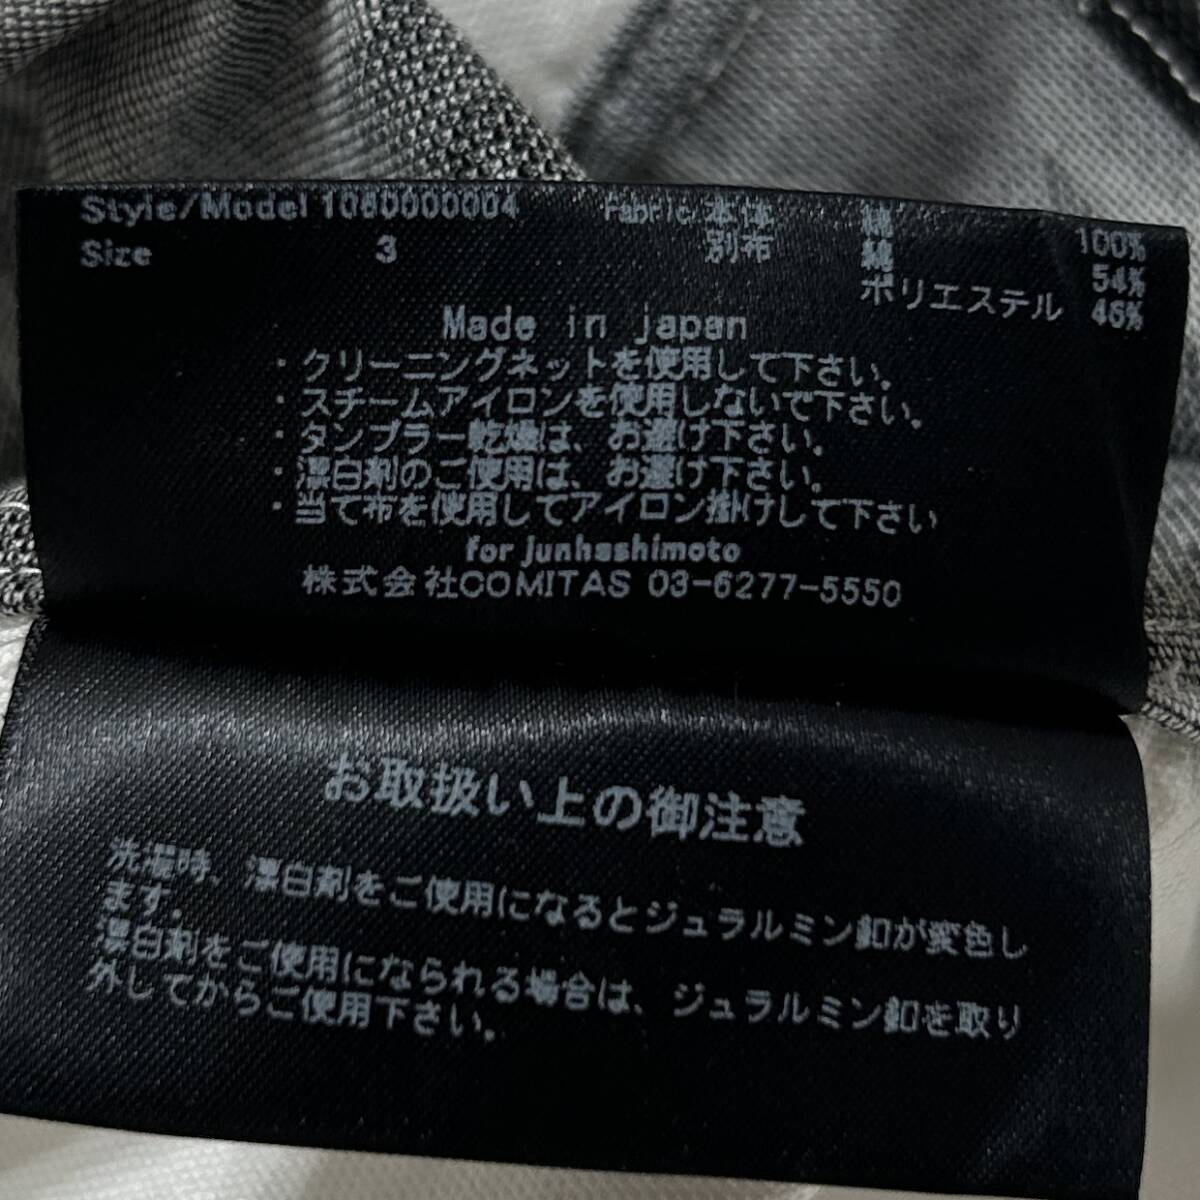 Style/Model 1060000004 Fabric 本体 綿 100%
Size 3 別布 綿 54%
ポリエステル 46%
Made in japan
・クリーニングネットを使用して下さい。
・スチームアイロンを使用しないで下さい。
・タンブラー乾燥は、お避け下さい。
・漂白剤のご使用は、お避け下さい。
・当て布を使用してアイロン掛けして下さい
for junhashimoto
株式会社COMITAS 03-6277-5550
お取扱い上の御注意
洗濯時、漂白剤をご使用になるとジュラルミン釦が変色し
ます。
漂白剤をご使用になられる場合は、ジュラルミン釦を取り
外してからご使用下さい。